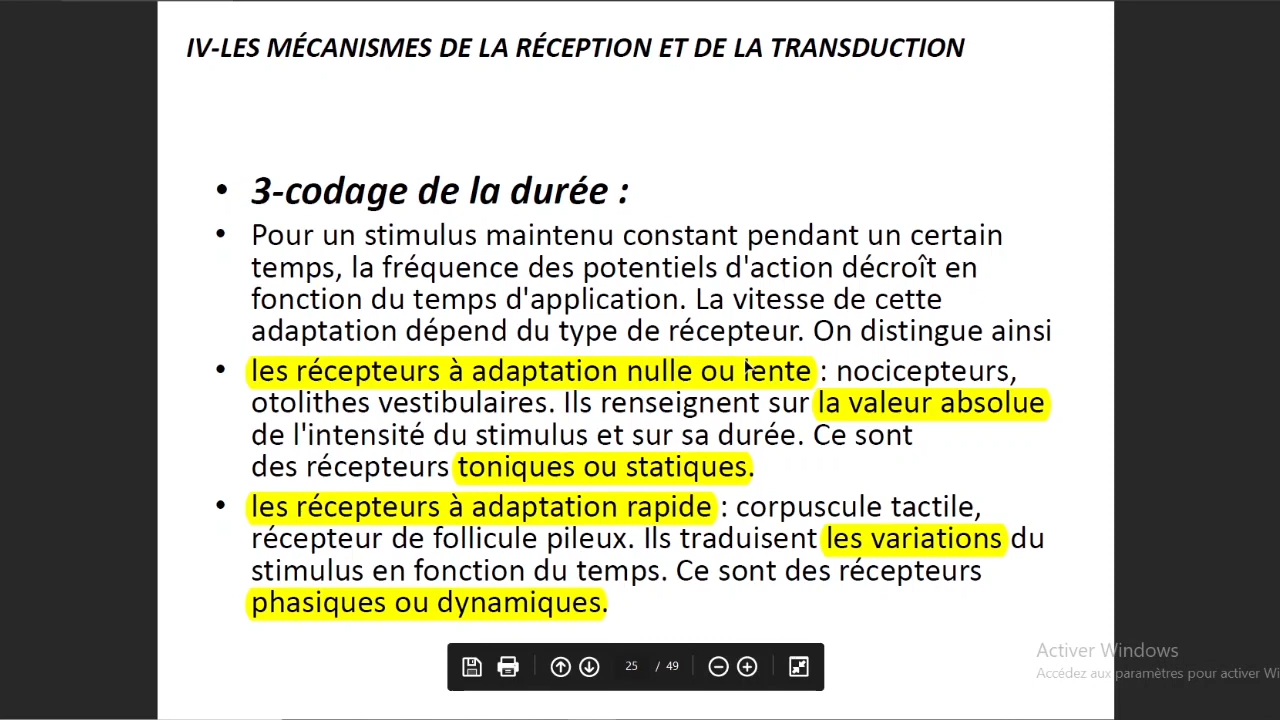 IV-LES MÉCANISMES DE LA RÉCEPTION ET DE LA TRANSDUCTION
• 3-codage de la durée :
• Pour un stimulus maintenu constant pendant un certain
temps, la fréquence des potentiels d'action décroît en
fonction du temps d'application. La vitesse de cette
adaptation dépend du type de récepteur. On distingue ainsi
• les récepteurs à adaptation nulle ou lente : nocicepteurs,
otolithes vestibulaires. Ils renseignent sur la valeur absolue
de l'intensité du stimulus et sur sa durée. Ce sont
des récepteurs toniques ou statiques.
• les récepteurs à adaptation rapide : corpuscule tactile,
récepteur de follicule pileux. Ils traduisent les variations du
stimulus en fonction du temps. Ce sont des récepteurs
phasiques ou dynamiques.
25 / 49
Activer Windows
Accédez aux paramètres pour activer Wi